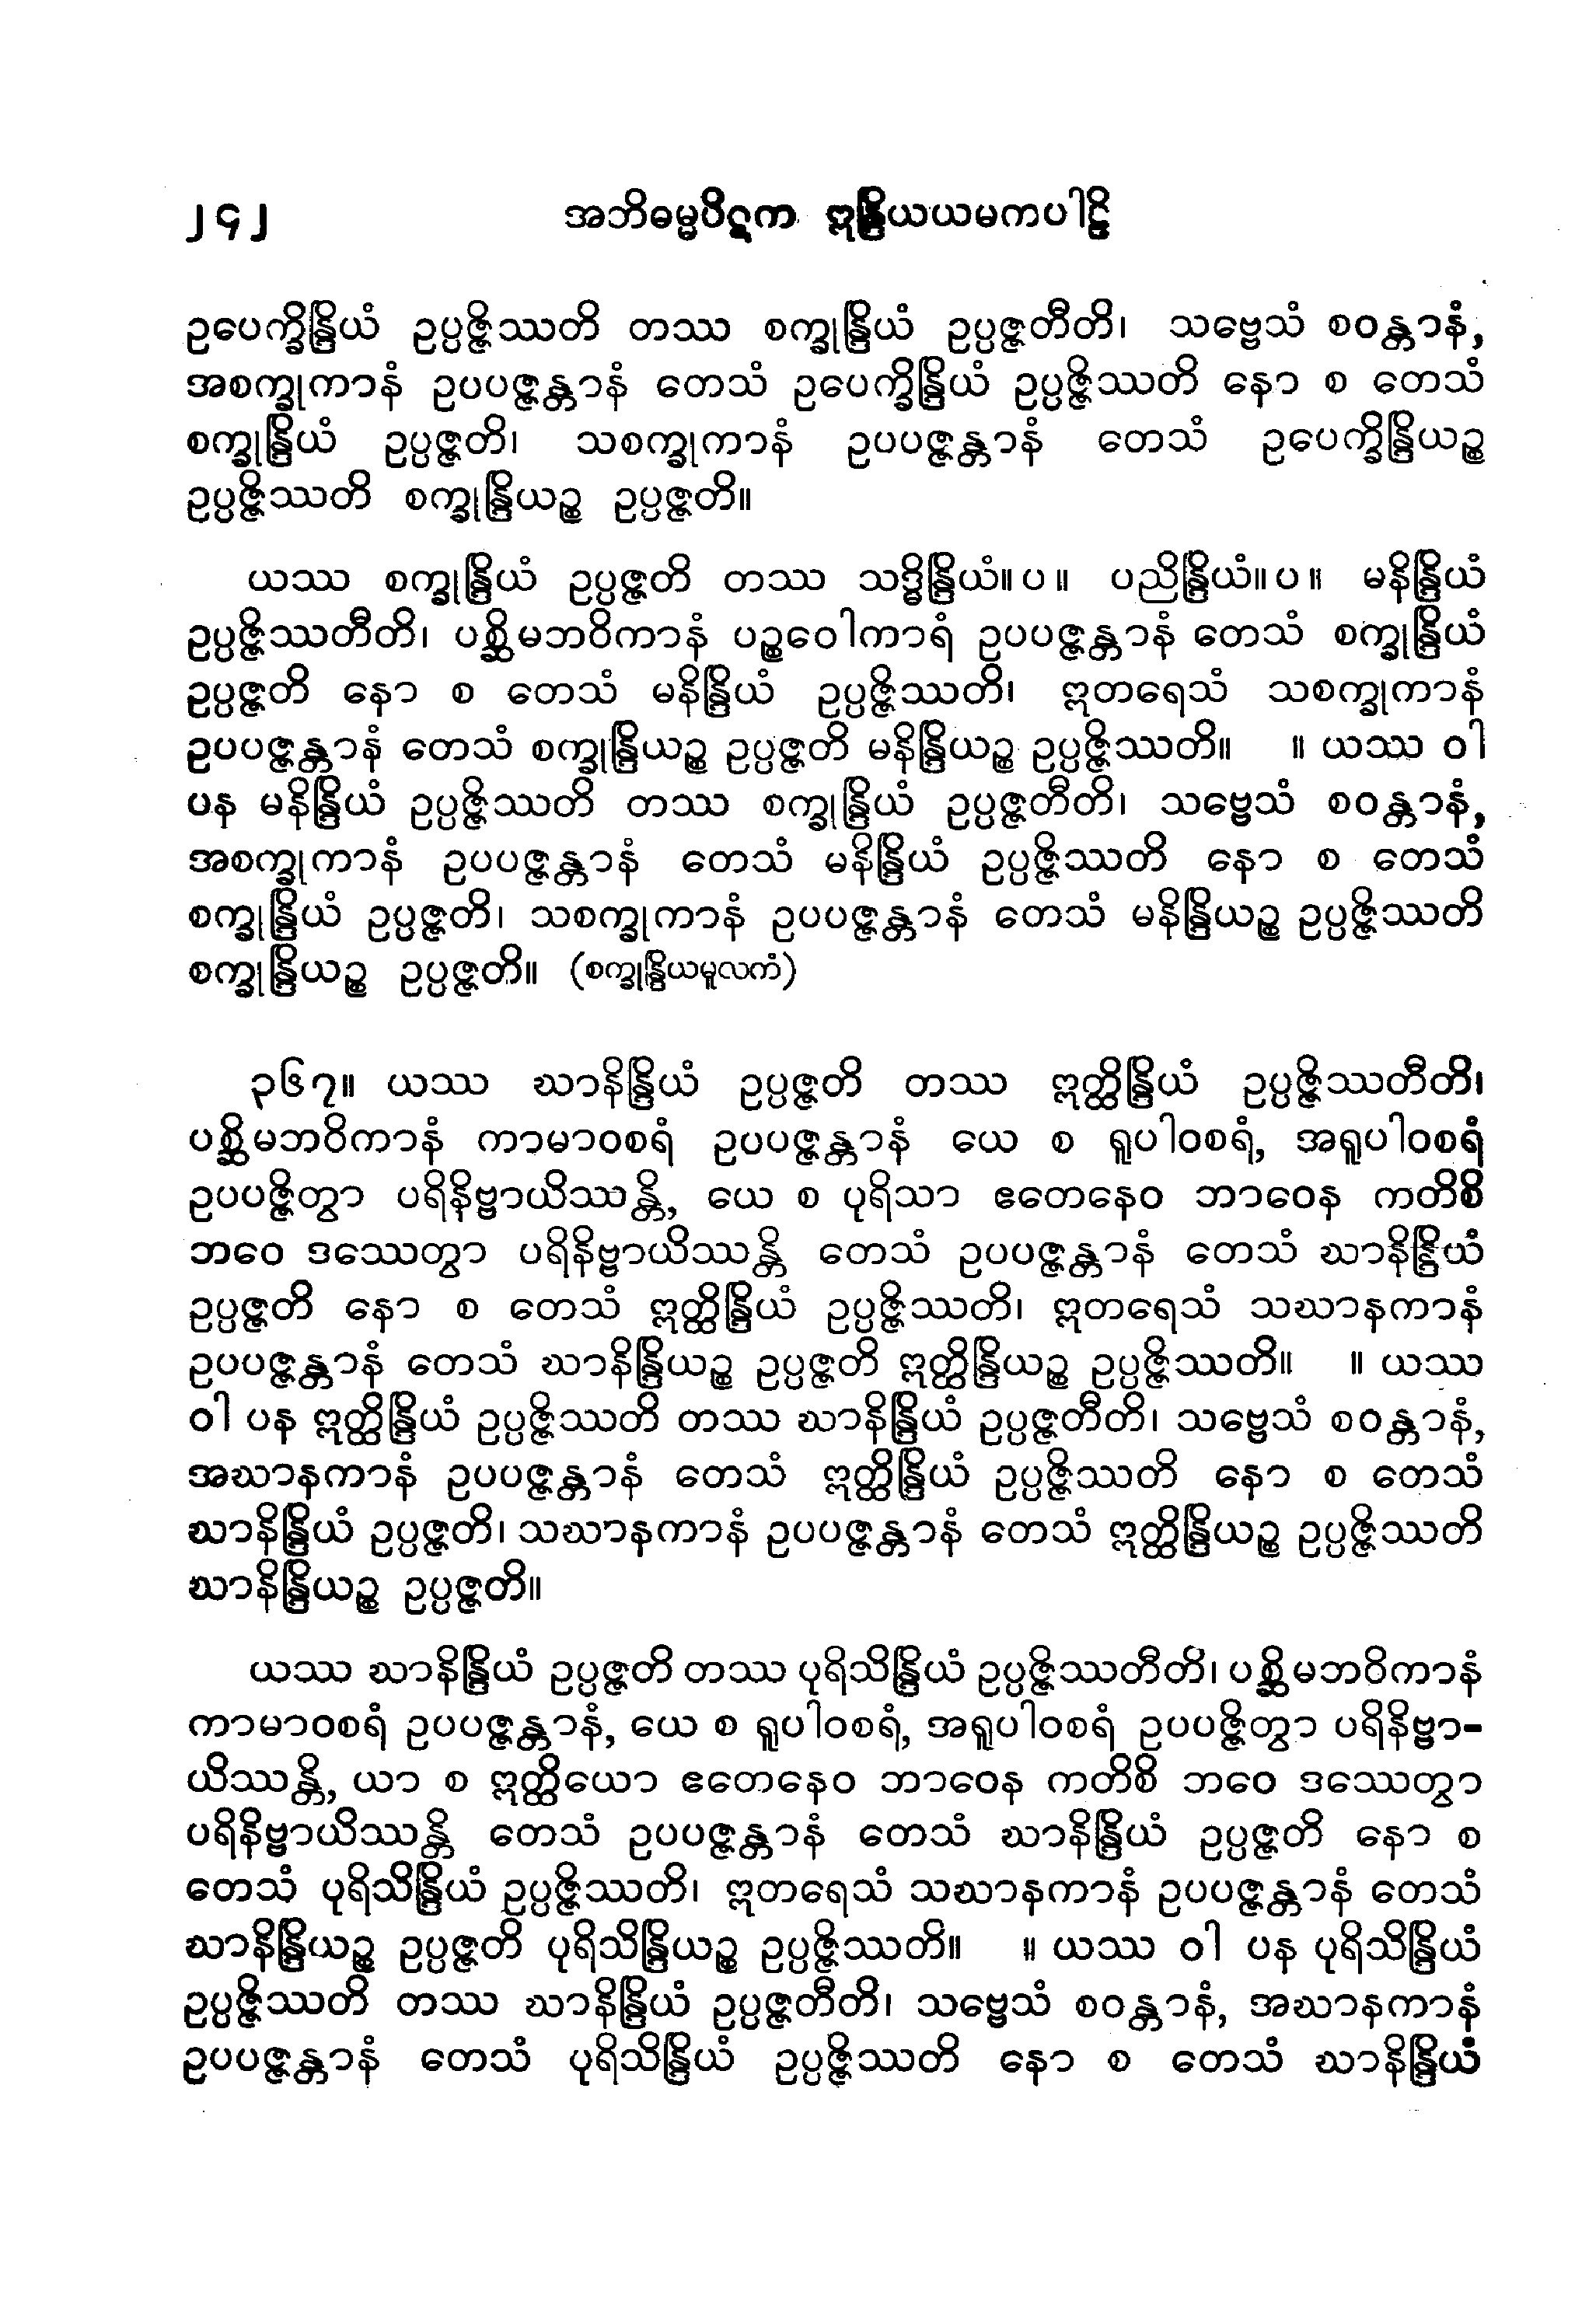 ၂၄၂ အဘိဓမ္မပိဋက ဣန္ဒြိယယမကပါဠိ
ဥပေက္ခိန္ဒြိယံ ဥပ္ပဇ္ဇိဿတိ တဿ စက္ခုန္ဒြိယံ ဥပ္ပဇ္ဇတီတိ၊ သဗ္ဗေသံ စဝန္တာနံ,
အစက္ခုကာနံ ဥပပဇ္ဇန္တာနံ တေသံ ဥပေက္ခိန္ဒြိယံ ဥပ္ပဇ္ဇိဿတိ နော စ တေသံ
စက္ခုန္ဒြိယံ ဥပ္ပဇ္ဇတိ၊ သစက္ခုကာနံ ဥပပဇ္ဇန္တာနံ တေသံ ဥပေက္ခိန္ဒြိယဉ္စ
ဥပ္ပဇ္ဇိဿတိ စက္ခုန္ဒြိယဉ္စ ဥပ္ပဇ္ဇတိ။
ယဿ စက္ခုန္ဒြိယံ ဥပ္ပဇ္ဇတိ တဿ သဒ္ဓိန္ဒြိယံ။ပ။ ပညိန္ဒြိယံ။ပ။ မနိန္ဒြိယံ
ဥပ္ပဇ္ဇိဿတီတိ၊ ပစ္ဆိမဘဝိကာနံ ပဉ္စဝေါကာရံ ဥပပဇ္ဇန္တာနံ တေသံ စက္ခုန္ဒြိယံ
ဥပ္ပဇ္ဇတိ နော စ တေသံ မနိန္ဒြိယံ ဥပ္ပဇ္ဇိဿတိ၊ ဣတရေသံ သစက္ခုကာနံ
ဥပပဇ္ဇန္တာနံ တေသံ စက္ခုန္ဒြိယဉ္စ ဥပ္ပဇ္ဇတိ မနိန္ဒြိယဉ္စ ဥပ္ပဇ္ဇိဿတိ။ ။ ယဿ ဝါ
ပန မနိန္ဒြိယံ ဥပ္ပဇ္ဇိဿတိ တဿ စက္ခုန္ဒြိယံ ဥပ္ပဇ္ဇတီတိ၊ သဗ္ဗေသံ စဝန္တာနံ,
အစက္ခုကာနံ ဥပပဇ္ဇန္တာနံ တေသံ မနိန္ဒြိယံ ဥပ္ပဇ္ဇိဿတိ နော စ တေသံ
စက္ခုန္ဒြိယံ ဥပ္ပဇ္ဇတိ၊ သစက္ခုကာနံ ဥပပဇ္ဇန္တာနံ တေသံ မနိန္ဒြိယဉ္စ ဥပ္ပဇ္ဇိဿတိ
စက္ခုန္ဒြိယဉ္စ ဥပ္ပဇ္ဇတိ။ (စက္ခုန္ဒြိယမူလကံ)
၃၆၇။ ယဿ ဃာနိန္ဒြိယံ ဥပ္ပဇ္ဇတိ တဿ ဣတ္ထိန္ဒြိယံ ဥပ္ပဇ္ဇိဿတီတိ၊
ပစ္ဆိမဘဝိကာနံ ကာမာဝစရံ ဥပပဇ္ဇန္တာနံ ယေ စ ရူပါဝစရံ, အရူပါဝစရံ
ဥပပဇ္ဇိတွာ ပရိနိဗ္ဗာယိဿန္တိ, ယေ စ ပုရိသာ ဧတေနေဝ ဘာဝေန ကတိစိ
ဘဝေ ဒဿေတွာ ပရိနိဗ္ဗာယိဿန္တိ တေသံ ဥပပဇ္ဇန္တာနံ တေသံ ဃာနိန္ဒြိယံ
ဥပ္ပဇ္ဇတိ နော စ တေသံ ဣတ္ထိန္ဒြိယံ ဥပ္ပဇ္ဇိဿတိ၊ ဣတရေသံ သဃာနကာနံ
ဥပပဇ္ဇန္တာနံ တေသံ ဃာနိန္ဒြိယဉ္စ ဥပ္ပဇ္ဇတိ ဣတ္ထိန္ဒြိယဉ္စ ဥပ္ပဇ္ဇိဿတိ။ ။ ယဿ
ဝါ ပန ဣတ္ထိန္ဒြိယံ ဥပ္ပဇ္ဇိဿတိ တဿ ဃာနိန္ဒြိယံ ဥပ္ပဇ္ဇတီတိ၊ သဗ္ဗေသံ စဝန္တာနံ,
အဃာနကာနံ ဥပပဇ္ဇန္တာနံ တေသံ ဣတ္ထိန္ဒြိယံ ဥပ္ပဇ္ဇိဿတိ နော စ တေသံ
ဃာနိန္ဒြိယံ ဥပ္ပဇ္ဇတိ၊ သဃာနကာနံ ဥပပဇ္ဇန္တာနံ တေသံ ဣတ္ထိန္ဒြိယဉ္စ ဥပ္ပဇ္ဇိဿတိ
ဃာနိန္ဒြိယဉ္စ ဥပ္ပဇ္ဇတိ။
ယဿ ဃာနိန္ဒြိယံ ဥပ္ပဇ္ဇတိ တဿ ပုရိသိန္ဒြိယံ ဥပ္ပဇ္ဇိဿတီတိ၊ ပစ္ဆိမဘဝိကာနံ
ကာမာဝစရံ ဥပပဇ္ဇန္တာနံ, ယေ စ ရူပါဝစရံ, အရူပါဝစရံ ဥပပဇ္ဇိတွာ ပရိနိဗ္ဗာ-
ယိဿန္တိ, ယာ စ ဣတ္ထိယော ဧတေနေဝ ဘာဝေန ကတိစိ ဘဝေ ဒဿေတွာ
ပရိနိဗ္ဗာယိဿန္တိ တေသံ ဥပပဇ္ဇန္တာနံ တေသံ ဃာနိန္ဒြိယံ ဥပ္ပဇ္ဇတိ နော စ
တေသံ ပုရိသိန္ဒြိယံ ဥပ္ပဇ္ဇိဿတိ၊ ဣတရေသံ သဃာနကာနံ ဥပပဇ္ဇန္တာနံ တေသံ
ဃာနိန္ဒြိယဉ္စ ဥပ္ပဇ္ဇတိ ပုရိသိန္ဒြိယဉ္စ ဥပ္ပဇ္ဇိဿတိ။ ။ ယဿ ဝါ ပန ပုရိသိန္ဒြိယံ
ဥပ္ပဇ္ဇိဿတိ တဿ ဃာနိန္ဒြိယံ ဥပ္ပဇ္ဇတီတိ၊ သဗ္ဗေသံ စဝန္တာနံ, အဃာနကာနံ
ဥပပဇ္ဇန္တာနံ တေသံ ပုရိသိန္ဒြိယံ ဥပ္ပဇ္ဇိဿတိ နော စ တေသံ ဃာနိန္ဒြိယံ